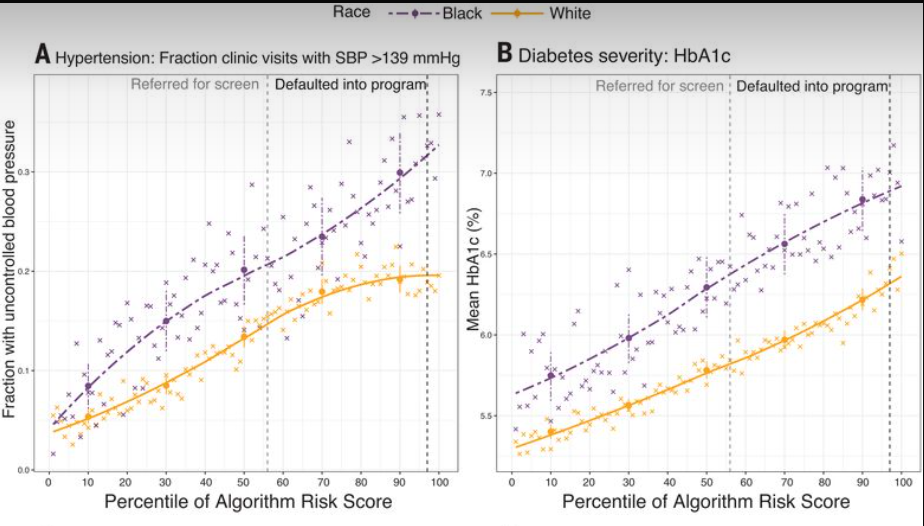 Race Black White
A Hypertension: Fraction clinic visits with SBP >139 mmHg
Referred for screen Defaulted into program
Fraction with uncontrolled blood pressure
0.3
0.2
0.1
0.0
0 10 20 30 40 50 60 70 80 90 100
Percentile of Algorithm Risk Score
B Diabetes severity: HbA1c
Referred for screen Defaulted into program
Mean HbA1c (%)
7.5
7.0
6.5
6.0
5.5
0 10 20 30 40 50 60 70 80 90 100
Percentile of Algorithm Risk Score